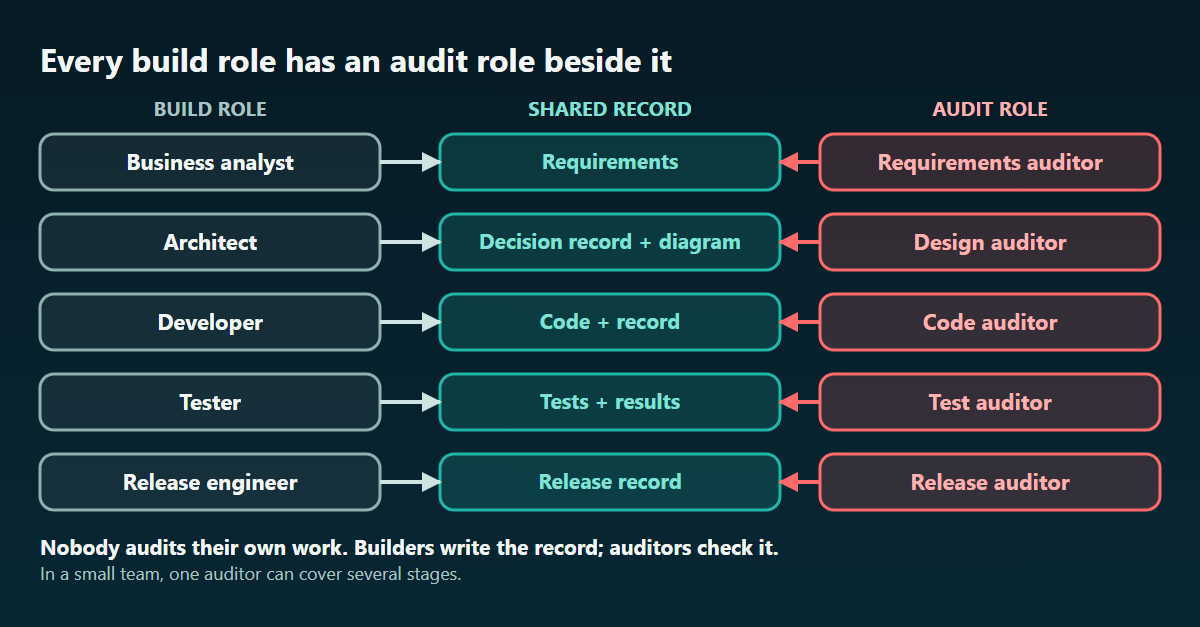 Every build role has an audit role beside it
BUILD ROLE SHARED RECORD AUDIT ROLE
Business analyst Requirements Requirements auditor
Architect Decision record + diagram Design auditor
Developer Code + record Code auditor
Tester Tests + results Test auditor
Release engineer Release record Release auditor
Nobody audits their own work. Builders write the record; auditors check it.
In a small team, one auditor can cover several stages.